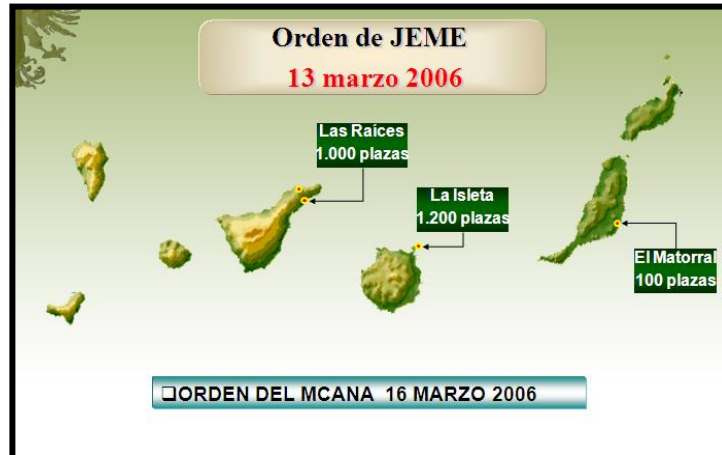 Orden de JEME
13 marzo 2006
Las Raíces
1.000 plazas
La Isleta
1.200 plazas
El Matorral
100 plazas
❑ORDEN DEL MCANA 16 MARZO 2006